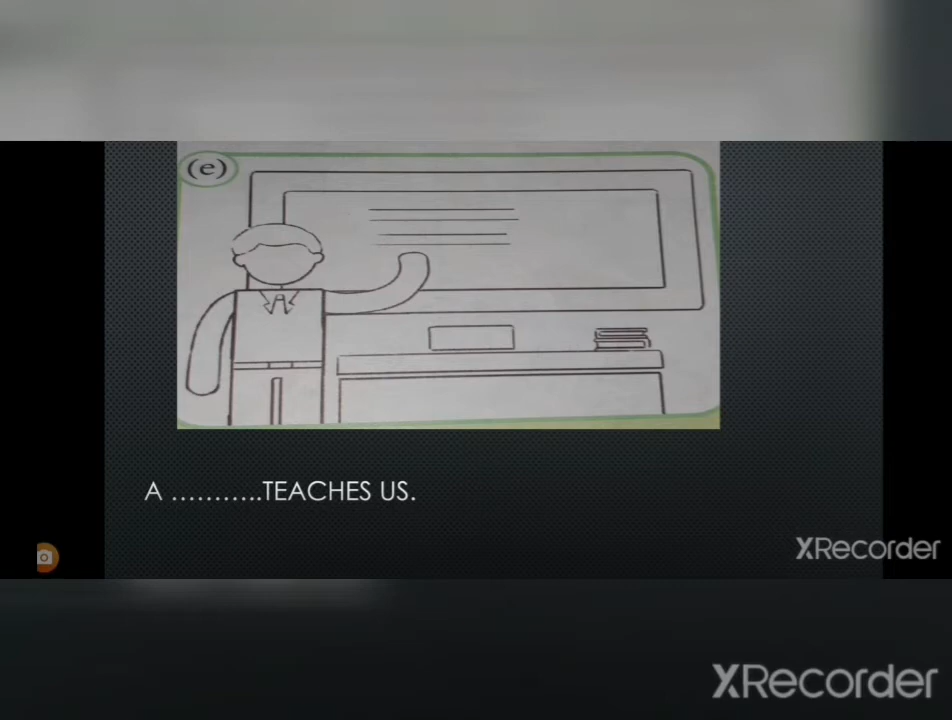 (e)
A ...........TEACHES US.
XRecorder
XRecorder